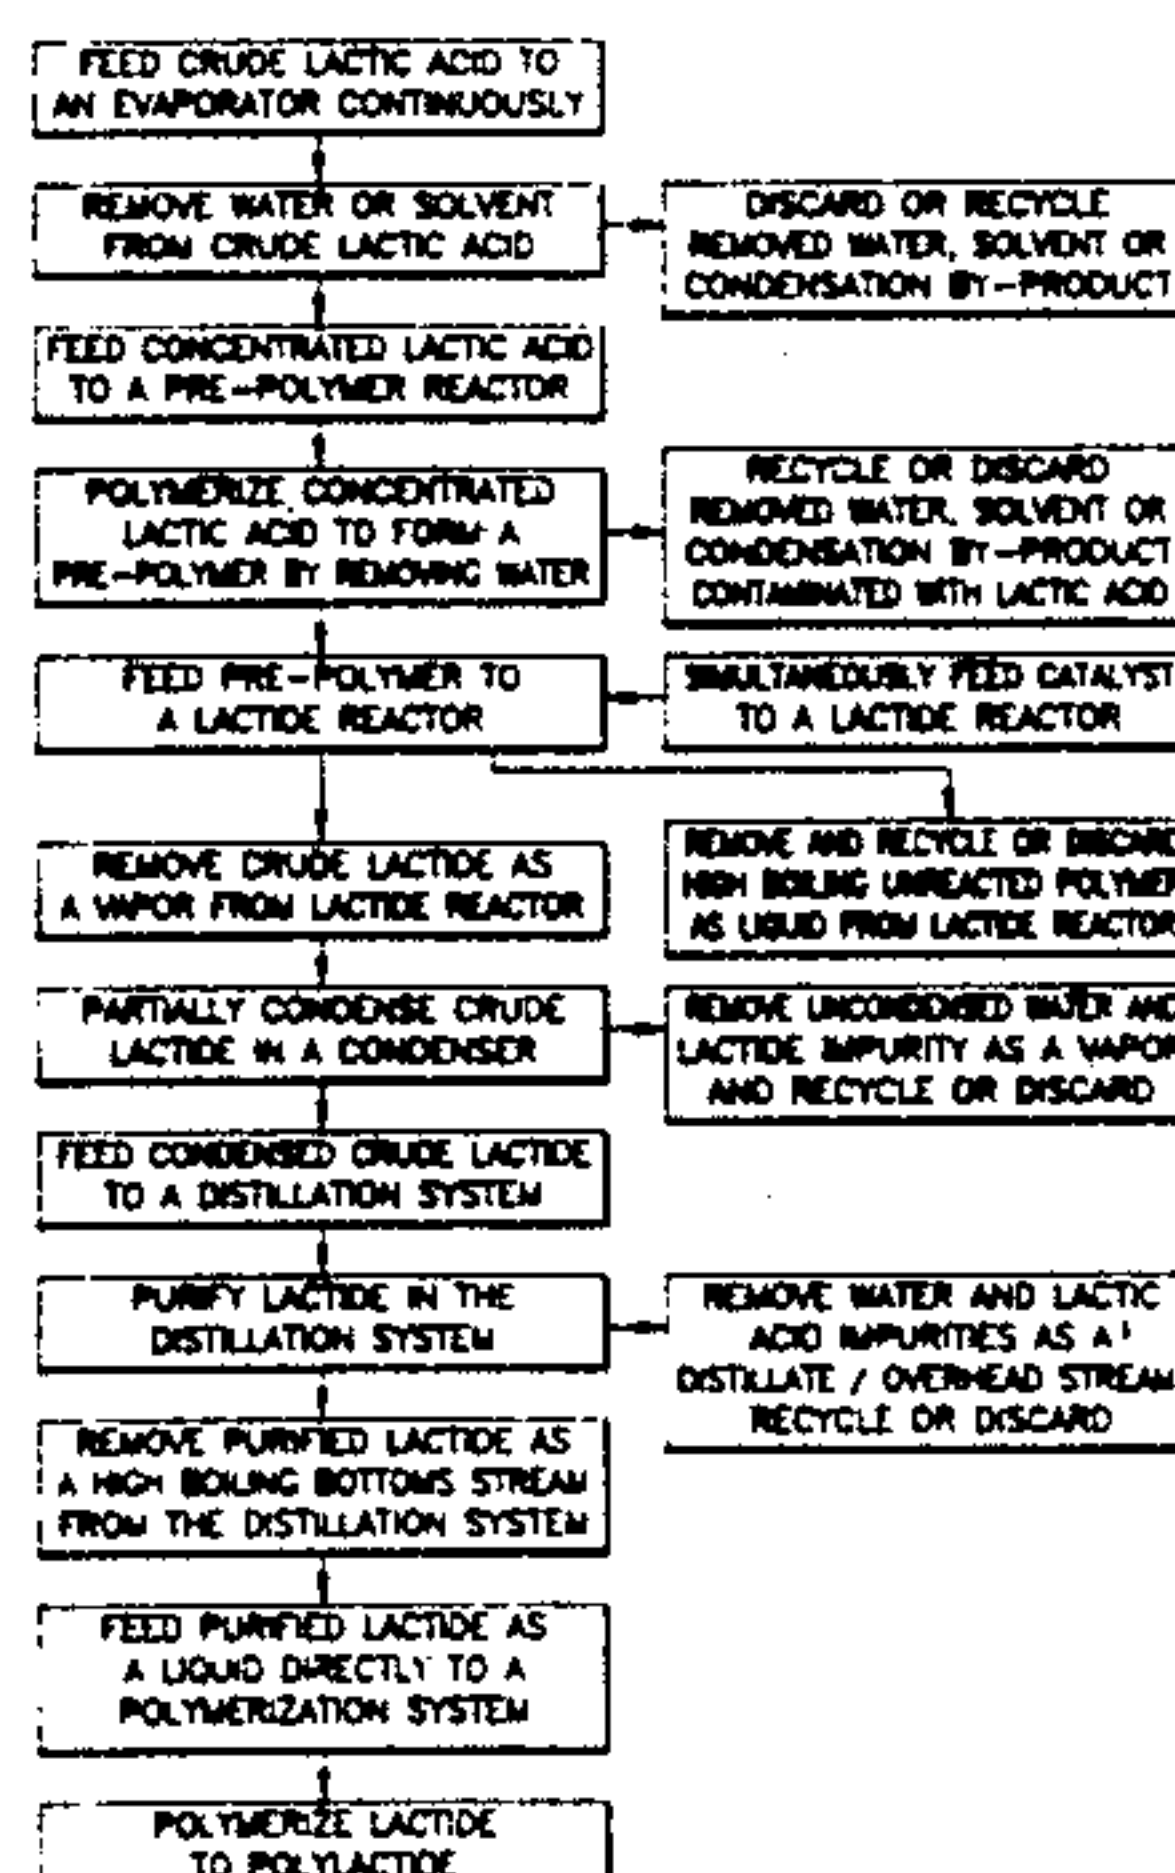 FEED CRUDE LACTIC ACID TO
AN EVAPORATOR CONTINUOUSLY
REMOVE WATER OR SOLVENT
FROM CRUDE LACTIC ACID
DISCARD OR RECYCLE
REMOVED WATER, SOLVENT OR
CONDENSATION BY-PRODUCT
FEED CONCENTRATED LACTIC ACID
TO A PRE-POLYMER REACTOR
POLYMERIZE CONCENTRATED
LACTIC ACID TO FORM A
PRE-POLYMER BY REMOVING WATER
RECYCLE OR DISCARD
REMOVED WATER, SOLVENT OR
CONDENSATION BY-PRODUCT
CONTAMINATED WITH LACTIC ACID
FEED PRE-POLYMER TO
A LACTIDE REACTOR
SIMULTANEOUSLY FEED CATALYST
TO A LACTIDE REACTOR
REMOVE CRUDE LACTIDE AS
A VAPOR FROM LACTIDE REACTOR
REMOVE AND RECYCLE OR DISCARD
HIGH BOILING UNREACTED POLYMER
AS LIQUID FROM LACTIDE REACTOR
PARTIALLY CONDENSE CRUDE
LACTIDE IN A CONDENSER
REMOVE UNCONDENSED WATER AND
LACTIDE IMPURITY AS A VAPOR
AND RECYCLE OR DISCARD
FEED CONDENSED CRUDE LACTIDE
TO A DISTILLATION SYSTEM
PURIFY LACTIDE IN THE
DISTILLATION SYSTEM
REMOVE WATER AND LACTIC
ACID IMPURITIES AS A
DISTILLATE / OVERHEAD STREAM
RECYCLE OR DISCARD
REMOVE PURIFIED LACTIDE AS
A HIGH BOILING BOTTOMS STREAM
FROM THE DISTILLATION SYSTEM
FEED PURIFIED LACTIDE AS
A LIQUID DIRECTLY TO A
POLYMERIZATION SYSTEM
POLYMERIZE LACTIDE
TO POLYLACTIDE